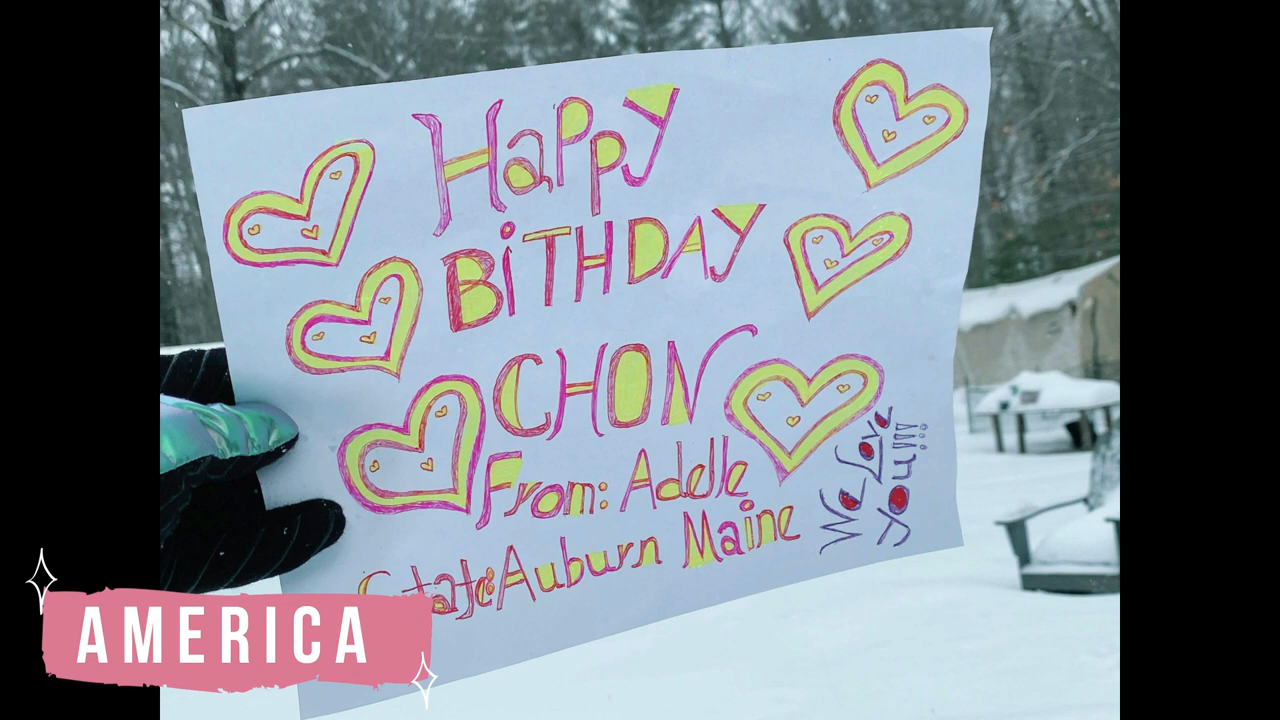 Happy
BiTHDAY
CHON
From: Adelle
State: Auburn Maine
We Love
you!!!
AMERICA